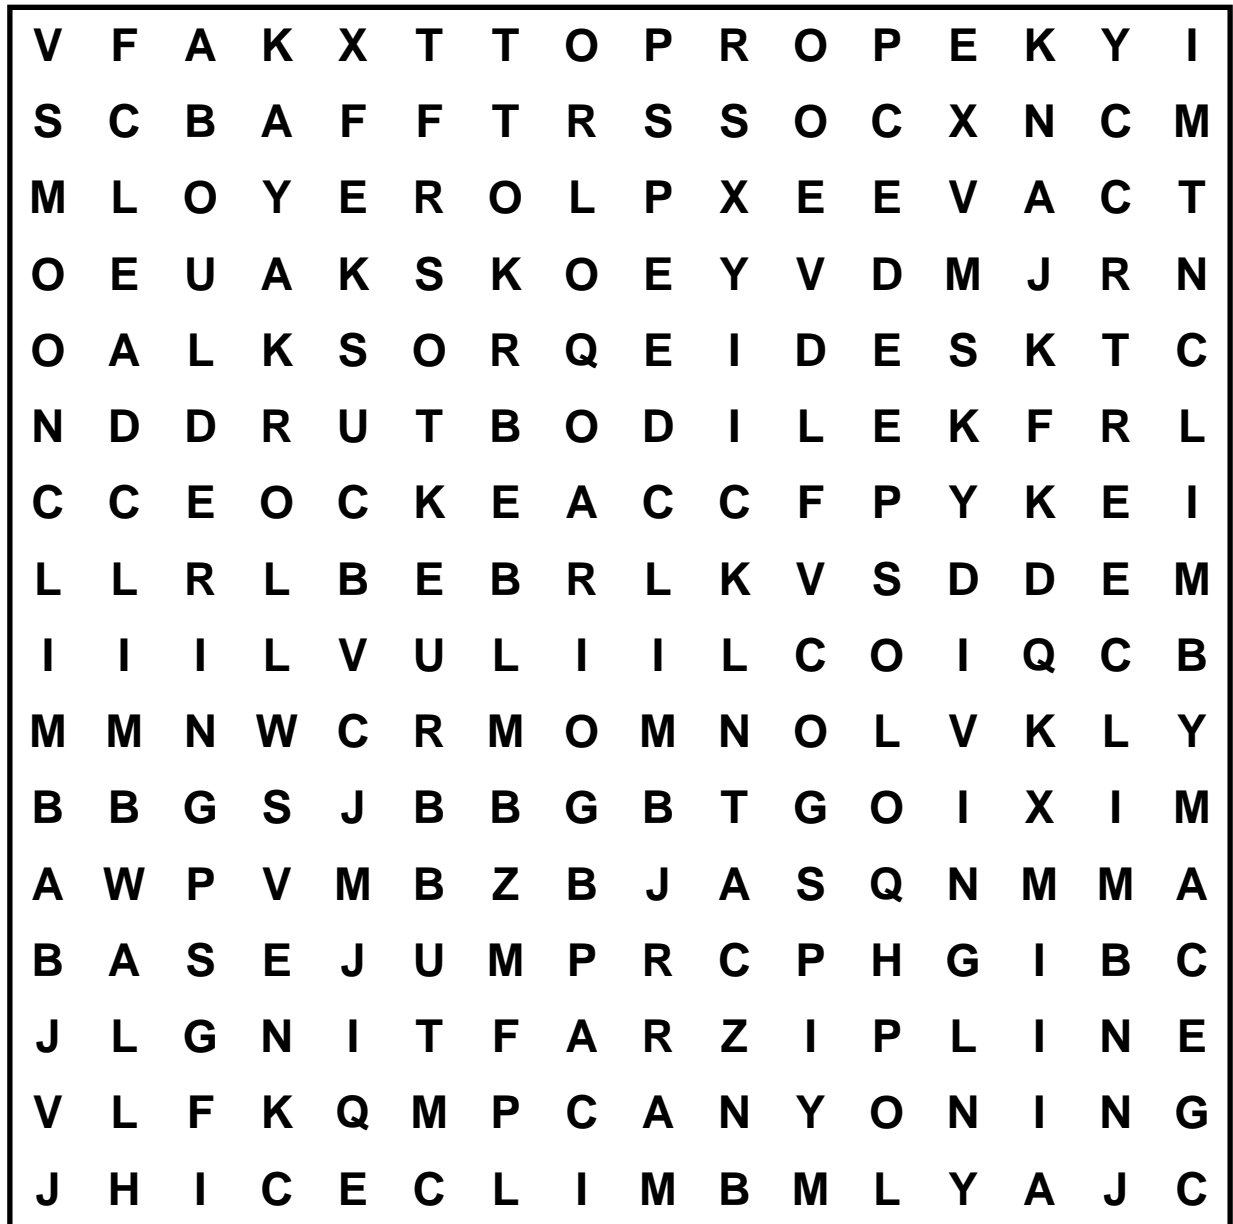 V F A K X T T O P R O P E K Y I
S C B A F F T R S S O C X N C M
M L O Y E R O L P X E E V A C T
O E U A K S K O E Y V D M J R N
O A L K S O R Q E I D E S K T C
N D D R U T B O D I L E K F R L
C C E O C K E A C C F P Y K E I
L L R L B E B R L K V S D D E M
I I I L V U L I I L C O I Q C B
M M N W C R M O M N O L V K L Y
B B G S J B B G B T G O I X I M
A W P V M B Z B J A S Q N M M A
B A S E J U M P R C P H G I B C
J L G N I T F A R Z I P L I N E
V L F K Q M P C A N Y O N I N G
J H I C E C L I M B M L Y A J C